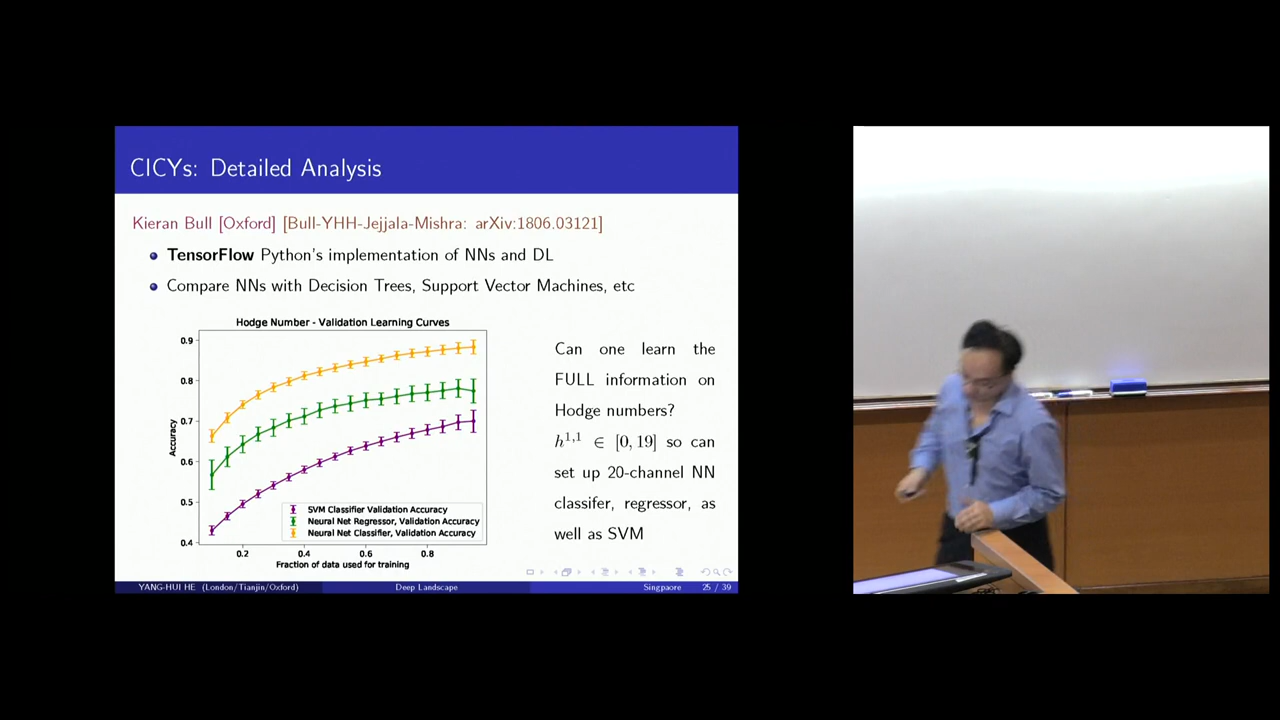 CICYs: Detailed Analysis
Kieran Bull [Oxford] [Bull-YHH-Jejjala-Mishra: arXiv:1806.03121]
TensorFlow Python's implementation of NNs and DL
Compare NNs with Decision Trees, Support Vector Machines, etc
Hodge Number - Validation Learning Curves
0.9
0.8
0.7
0.6
0.5
0.4
Accuracy
SVM Classifier Validation Accuracy
Neural Net Regressor, Validation Accuracy
Neural Net Classifier, Validation Accuracy
0.2 0.4 0.6 0.8
Fraction of data used for training
Can one learn the
FULL information on
Hodge numbers?
h^{1,1} ∈ [0, 19] so can
set up 20-channel NN
classifer, regressor, as
well as SVM
YANG-HUI HE (London/Tianjin/Oxford) Deep Landscape Singpaore 25 / 39